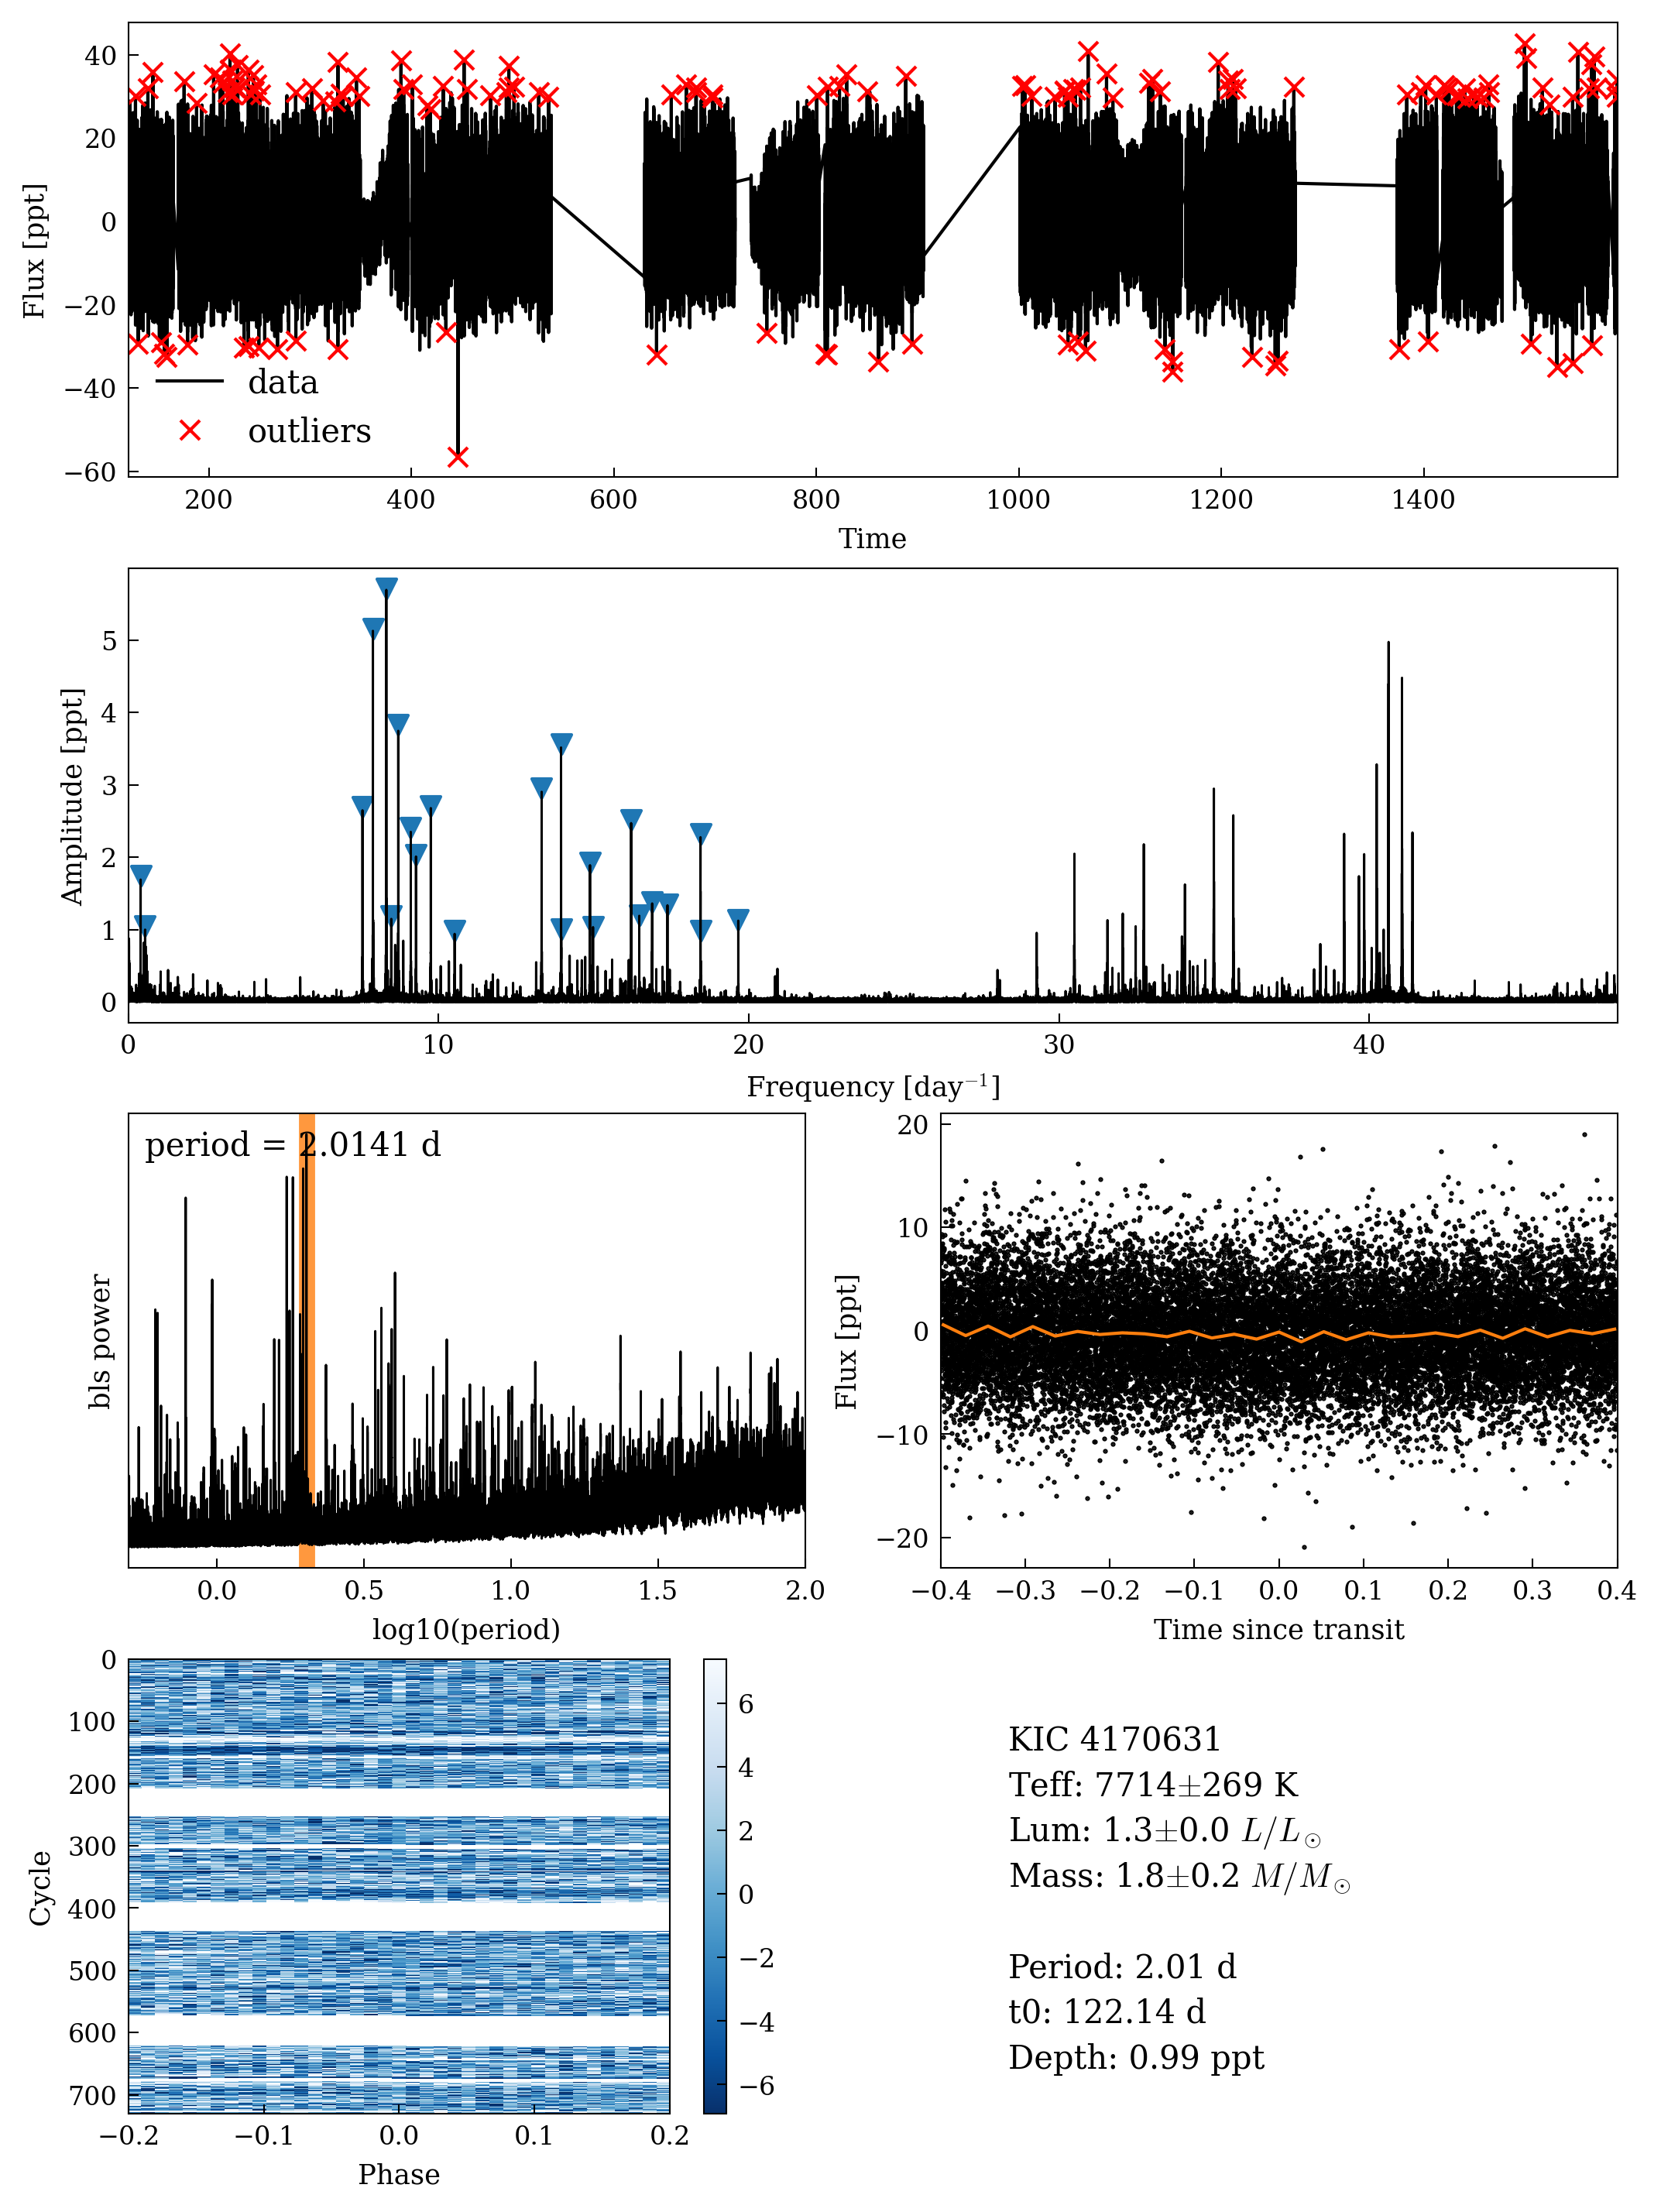 40
20
0
−20
−40
−60
Flux [ppt]
data
outliers
200 400 600 800 1000 1200 1400
Time
5
4
3
2
1
0
Amplitude [ppt]
0 10 20 30 40
Frequency [day⁻¹]
period = 2.0141 d
bls power
0.0 0.5 1.0 1.5 2.0
log10(period)
20
10
0
−10
−20
Flux [ppt]
−0.4 −0.3 −0.2 −0.1 0.0 0.1 0.2 0.3 0.4
Time since transit
0
100
200
300
400
500
600
700
Cycle
−0.2 −0.1 0.0 0.1 0.2
Phase
6
4
2
0
−2
−4
−6
KIC 4170631
Teff: 7714±269 K
Lum: 1.3±0.0 L/L⊙
Mass: 1.8±0.2 M/M⊙
Period: 2.01 d
t0: 122.14 d
Depth: 0.99 ppt